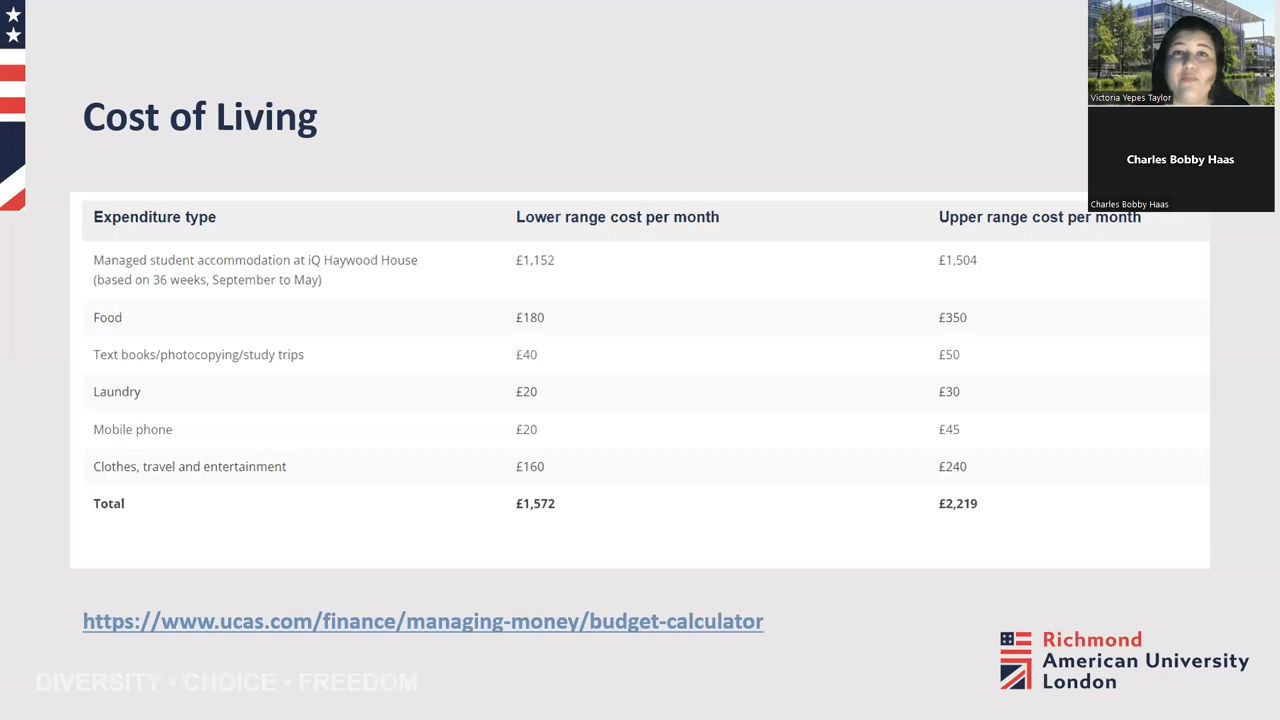 Cost of Living
Victoria Yepes Taylor
Charles Bobby Haas
Charles Bobby Haas
Expenditure type Lower range cost per month Upper range cost per month
Managed student accommodation at iQ Haywood House £1,152 £1,504
(based on 36 weeks, September to May)
Food £180 £350
Text books/photocopying/study trips £40 £50
Laundry £20 £30
Mobile phone £20 £45
Clothes, travel and entertainment £160 £240
Total £1,572 £2,219
https://www.ucas.com/finance/managing-money/budget-calculator
DIVERSITY • CHOICE • FREEDOM
Richmond
American University
London